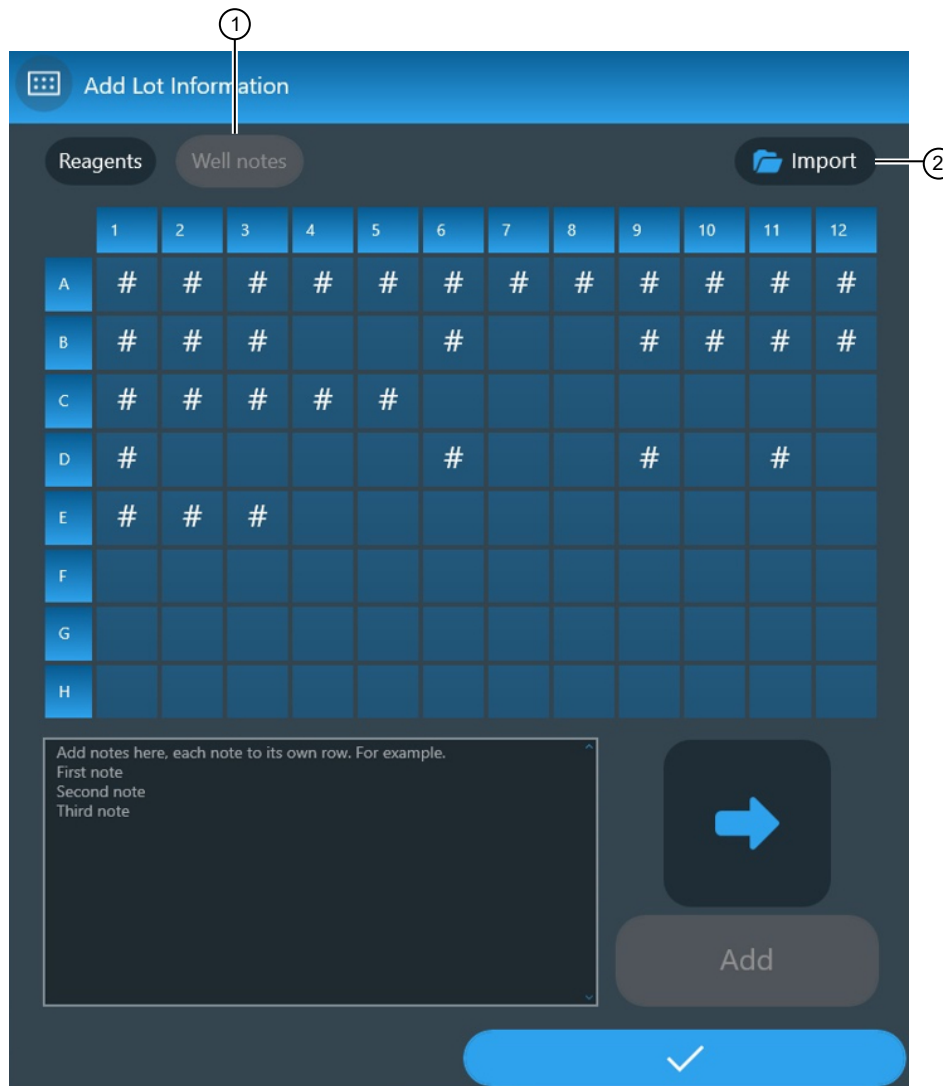 1
Add Lot Information
Reagents Well notes Import 2
1 2 3 4 5 6 7 8 9 10 11 12
A # # # # # # # # # # # #
B # # # # # # # #
C # # # # #
D # # # #
E # # #
F
G
H
Add notes here, each note to its own row. For example.
First note
Second note
Third note
Add